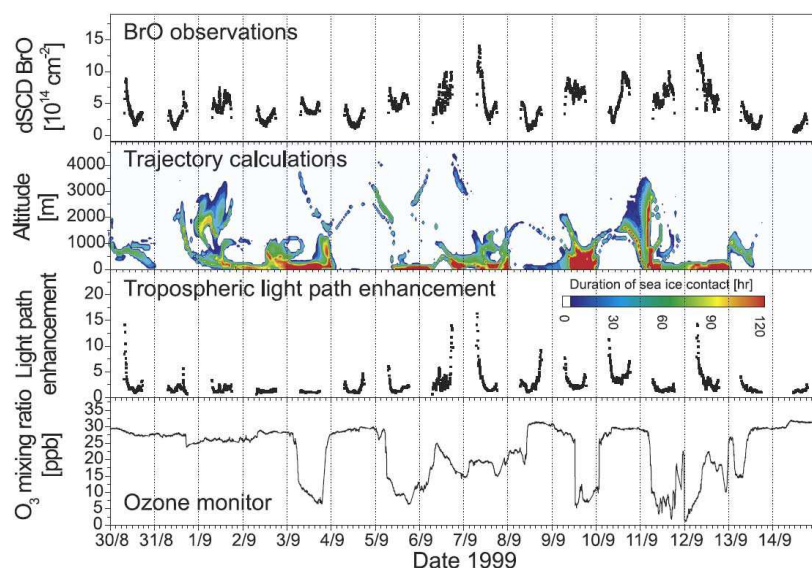 BrO observations
dSCD BrO
[10¹⁴ cm⁻²]
15
10
5
0
Trajectory calculations
Altitude
[m]
4000
3000
2000
1000
0
Tropospheric light path enhancement
Light path
enhancement
20
15
10
5
0
Duration of sea ice contact [hr]
0
30
60
90
120
O₃ mixing ratio
[ppb]
35
30
25
20
15
10
5
0
Ozone monitor
30/8 31/8 1/9 2/9 3/9 4/9 5/9 6/9 7/9 8/9 9/9 10/9 11/9 12/9 13/9 14/9
Date 1999